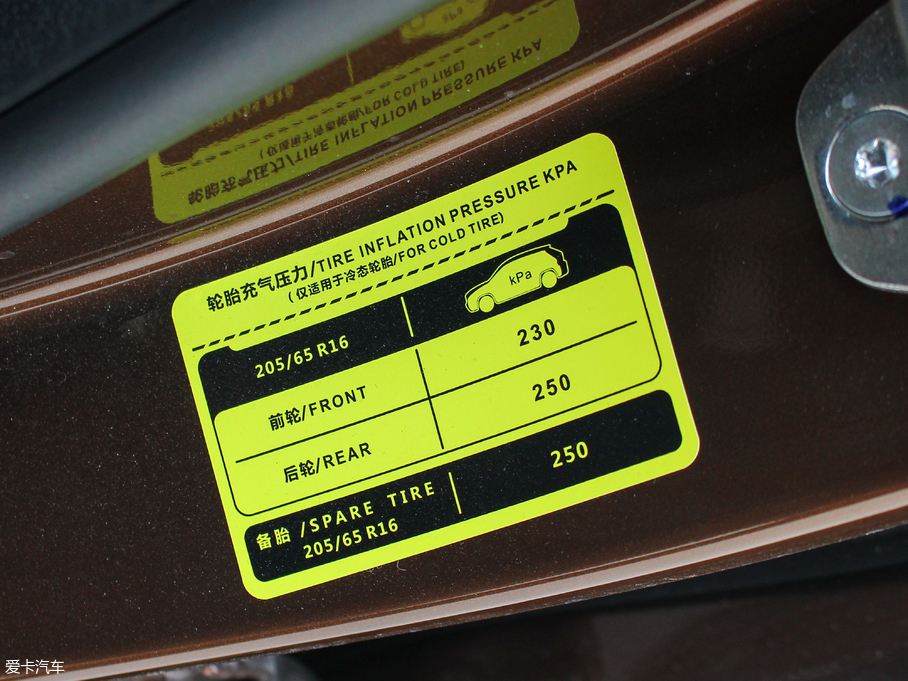 轮胎充气压力/TIRE INFLATION PRESSURE KPA
(仅适用于冷态轮胎/FOR COLD TIRE)
205/65 R16 kPa
前轮/FRONT 230
后轮/REAR 250
备胎 /SPARE TIRE 250
205/65 R16
爱卡汽车